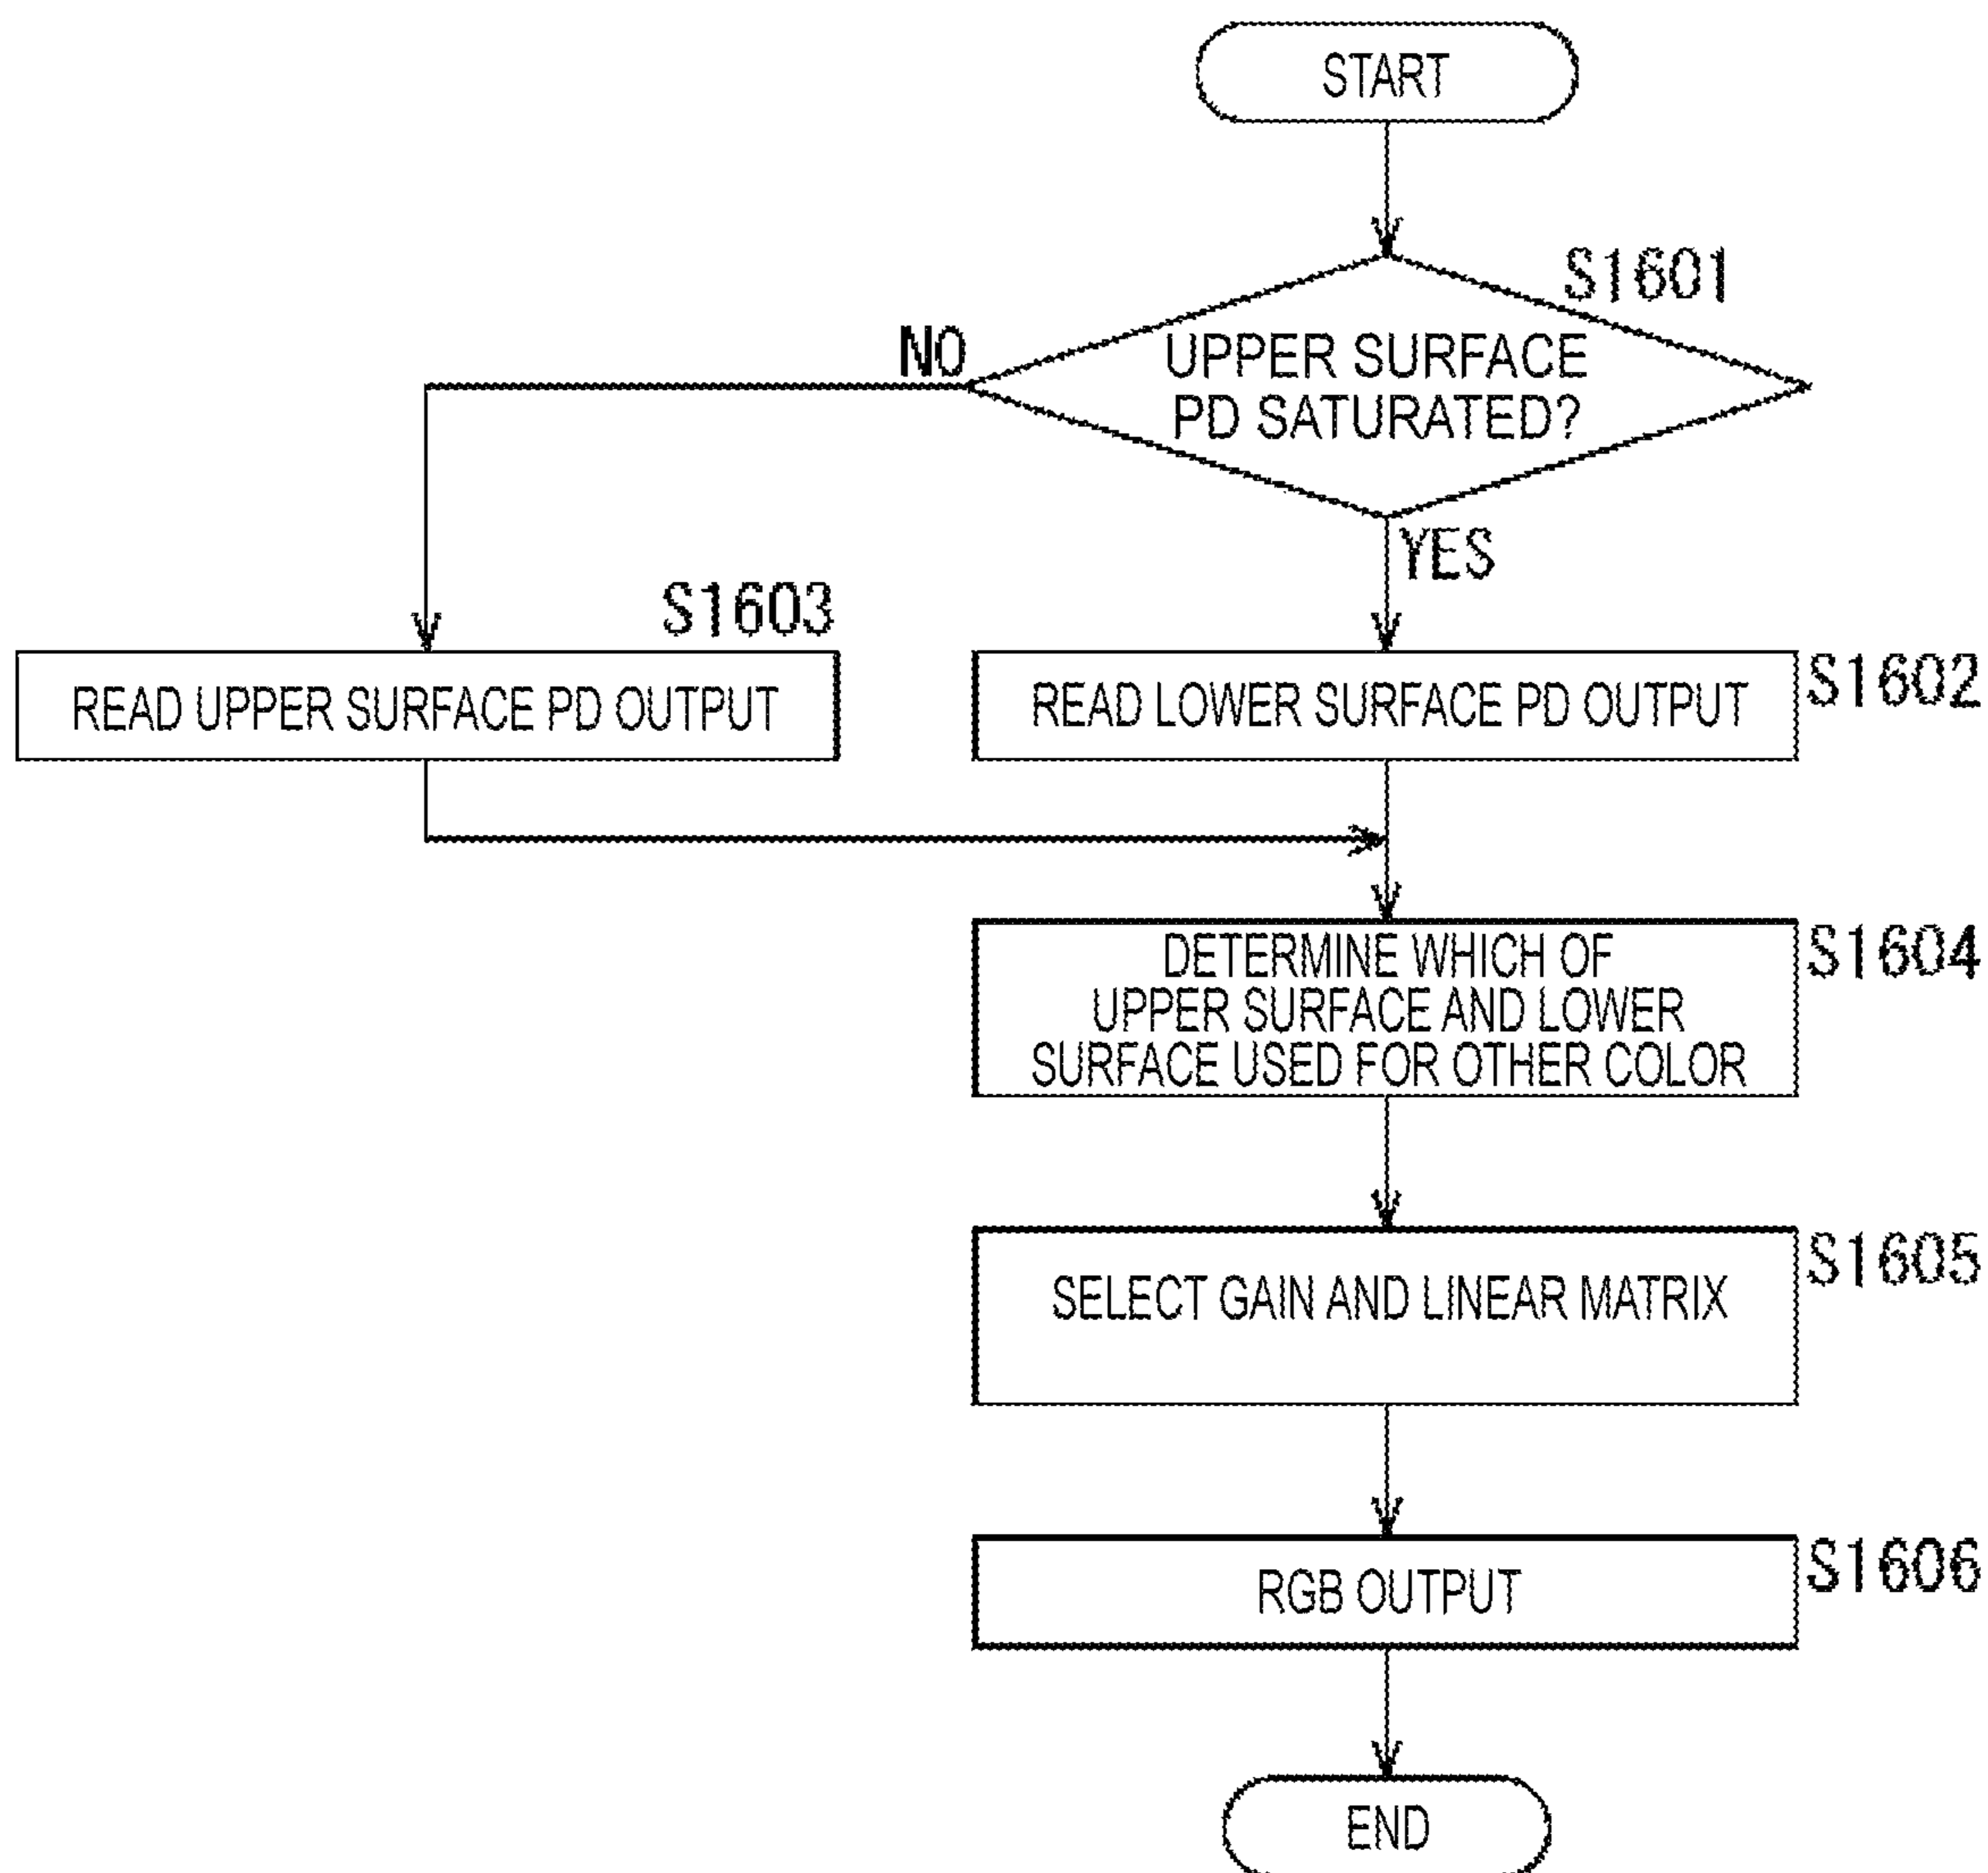 START
S1601
NO
UPPER SURFACE
PD SATURATED?
YES
S1603
READ UPPER SURFACE PD OUTPUT
READ LOWER SURFACE PD OUTPUT
S1602
DETERMINE WHICH OF
UPPER SURFACE AND LOWER
SURFACE USED FOR OTHER COLOR
S1604
SELECT GAIN AND LINEAR MATRIX
S1605
RGB OUTPUT
S1606
END